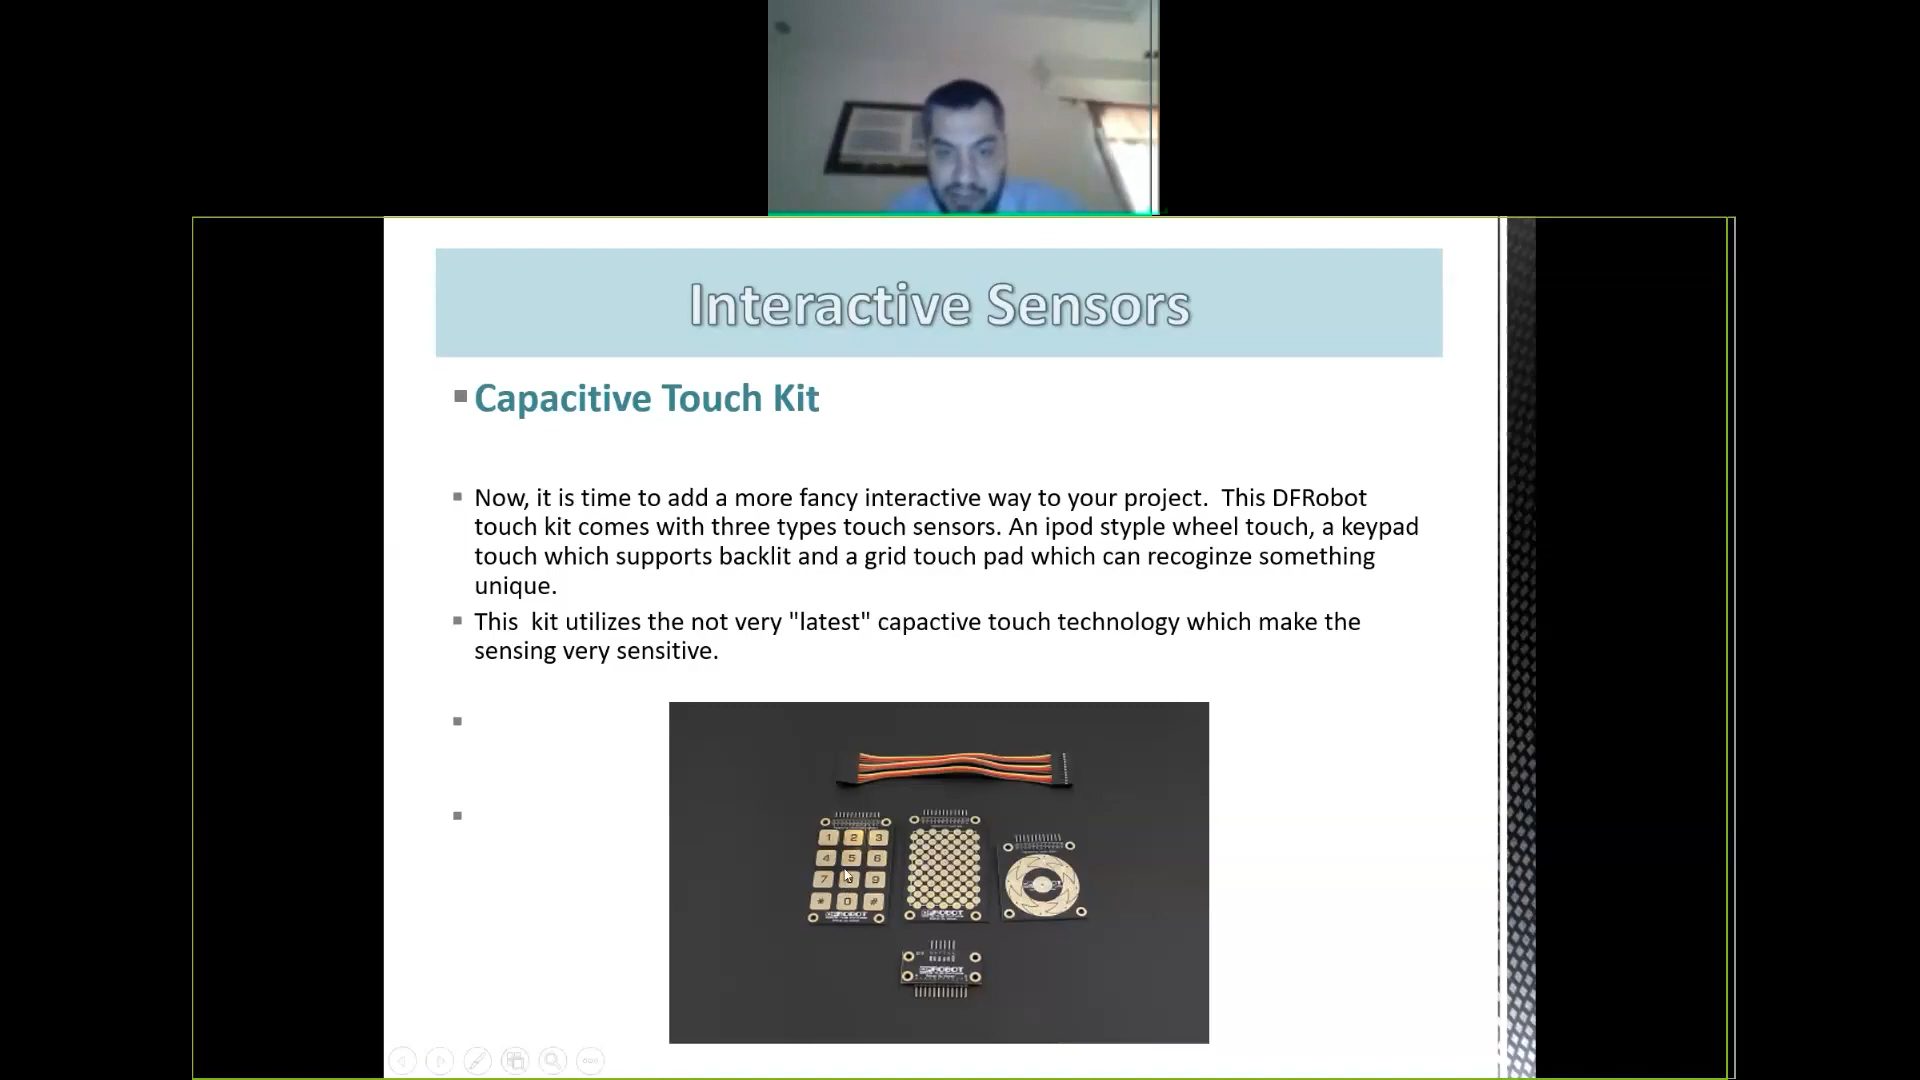 Interactive Sensors
Capacitive Touch Kit
Now, it is time to add a more fancy interactive way to your project.  This DFRobot
touch kit comes with three types touch sensors. An ipod styple wheel touch, a keypad
touch which supports backlit and a grid touch pad which can recoginze something
unique.
This  kit utilizes the not very "latest" capactive touch technology which make the
sensing very sensitive.
1 2 3
4 5 6
7 8 9
* 0 #